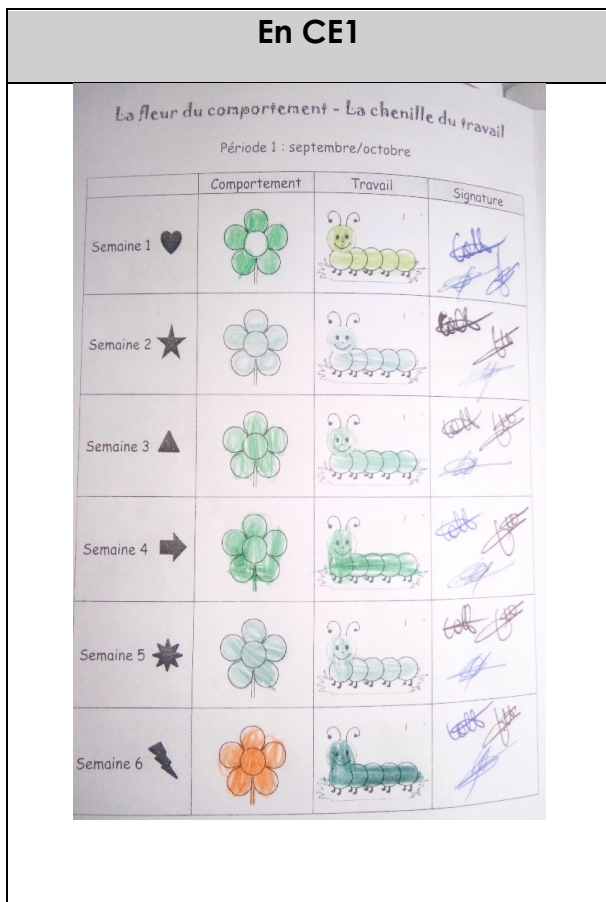 En CE1
La fleur du comportement - La chenille du travail
Période 1 : septembre/octobre
Comportement Travail Signature
Semaine 1
Semaine 2
Semaine 3
Semaine 4
Semaine 5
Semaine 6